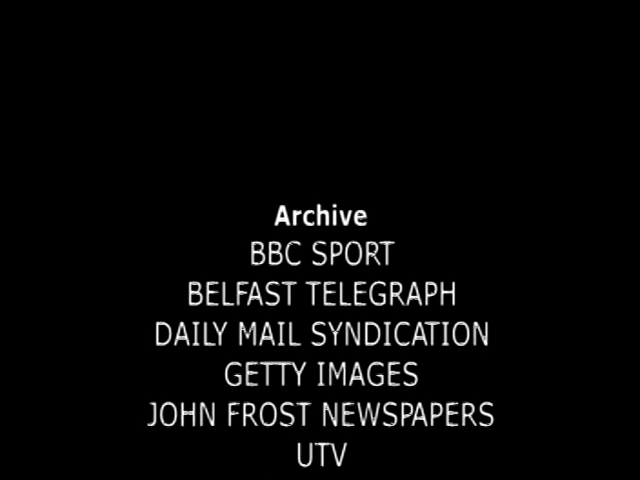 Archive
BBC SPORT
BELFAST TELEGRAPH
DAILY MAIL SYNDICATION
GETTY IMAGES
JOHN FROST NEWSPAPERS
UTV